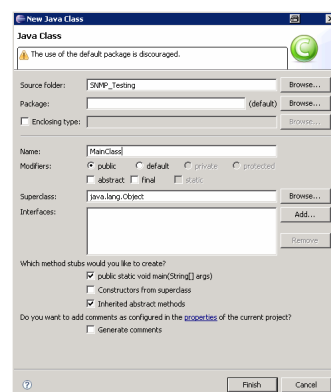 New Java Class
Java Class
The use of the default package is discouraged.
Source folder: SNMP_Testing Browse...
Package: (default) Browse...
Enclosing type: Browse...
Name: MainClass
Modifiers: public default private protected
abstract final static
Superclass: java.lang.Object Browse...
Interfaces: Add...
Remove
Which method stubs would you like to create?
public static void main(String[] args)
Constructors from superclass
Inherited abstract methods
Do you want to add comments as configured in the properties of the current project?
Generate comments
? Finish Cancel